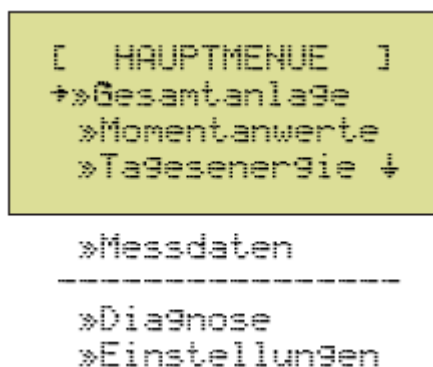 [ HAUPTMENUE ]
→»Gesamtanlage
»Momentanwerte
»Tagesenergie ↓
»Messdaten
----------------
»Diagnose
»Einstellungen